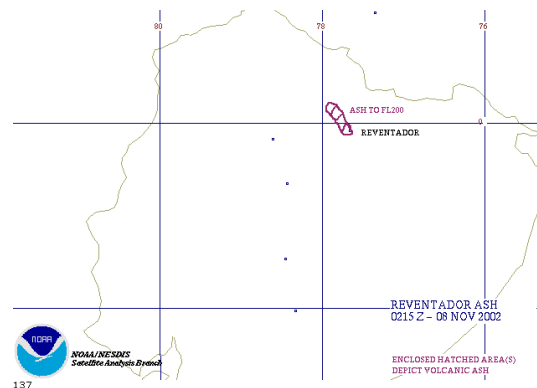 80
78
76
ASH TO FL200
0
REVENTADOR
REVENTADOR ASH
0215 Z - 08 NOV 2002
NOAA
NOAA/NESDIS
Satellite Analysis Branch
ENCLOSED HATCHED AREA(S)
DEPICT VOLCANIC ASH
137